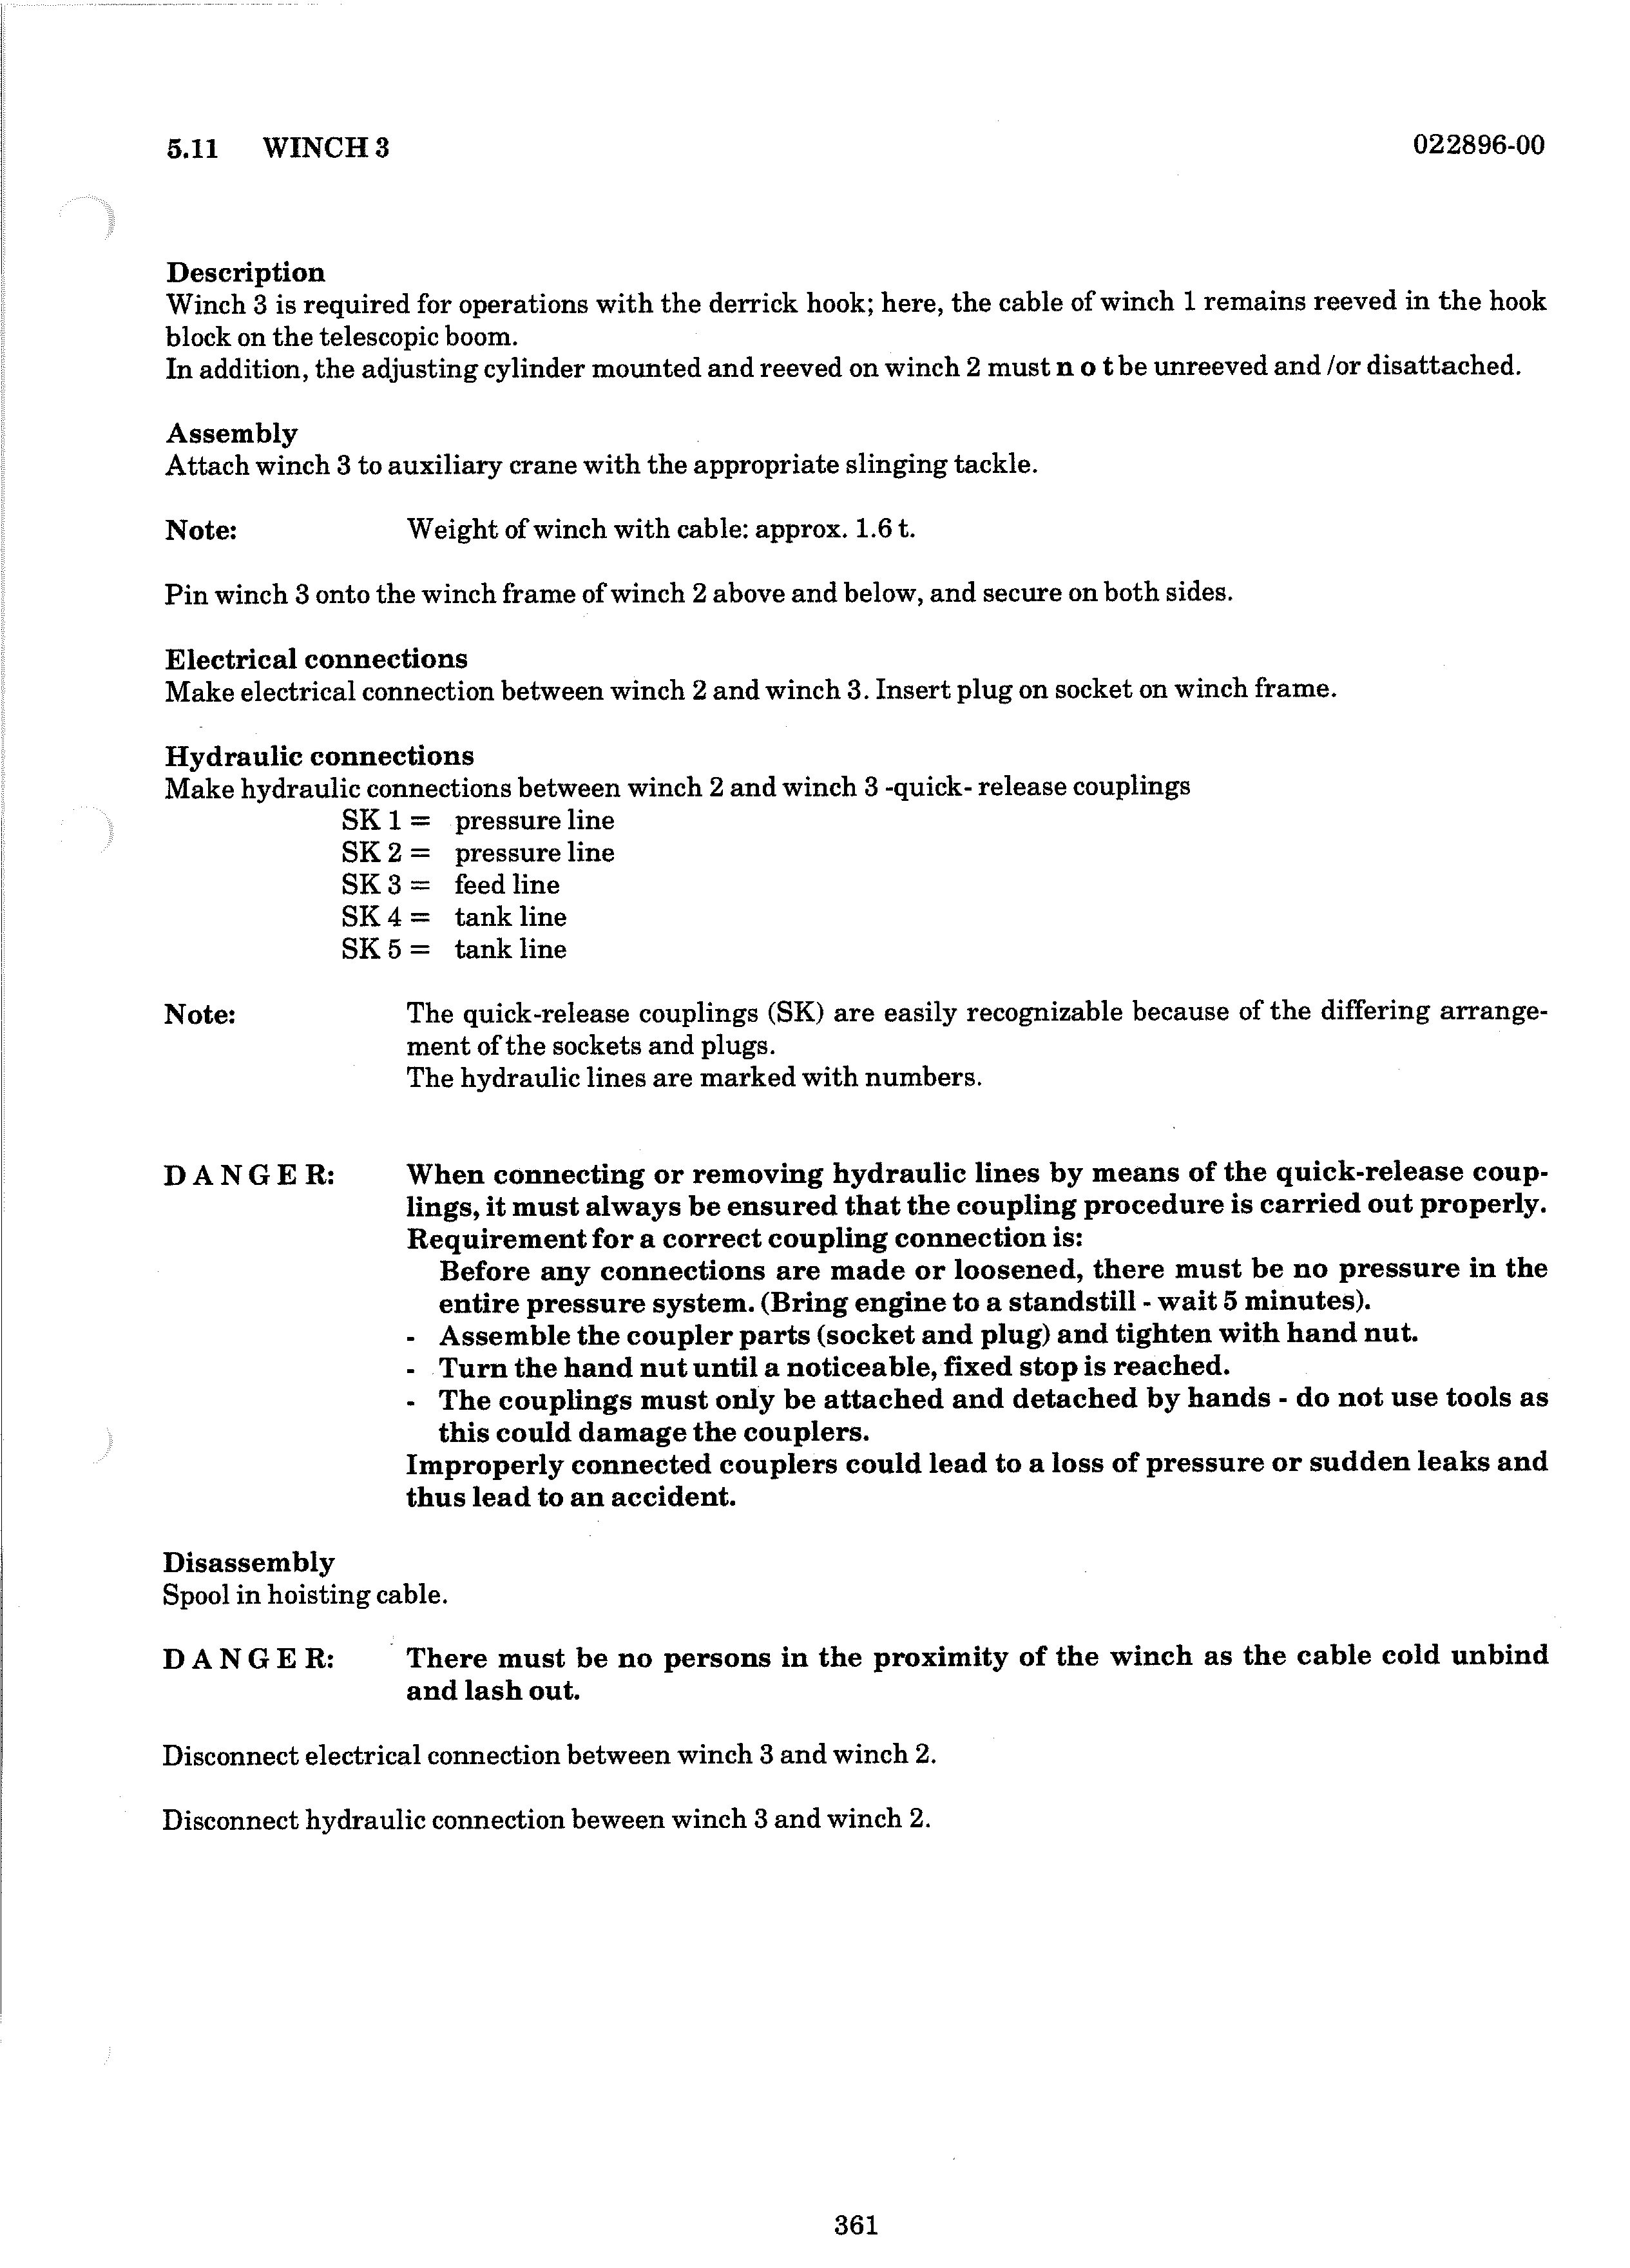 5.11 WINCH 3 022896-00
Description
Winch 3 is required for operations with the derrick hook; here, the cable of winch 1 remains reeved in the hook
block on the telescopic boom.
In addition, the adjusting cylinder mounted and reeved on winch 2 must n o t be unreeved and /or disattached.
Assembly
Attach winch 3 to auxiliary crane with the appropriate slinging tackle.
Note: Weight of winch with cable: approx. 1.6 t.
Pin winch 3 onto the winch frame of winch 2 above and below, and secure on both sides.
Electrical connections
Make electrical connection between winch 2 and winch 3. Insert plug on socket on winch frame.
Hydraulic connections
Make hydraulic connections between winch 2 and winch 3 -quick- release couplings
SK 1 = pressure line
SK 2 = pressure line
SK 3 = feed line
SK 4 = tank line
SK 5 = tank line
Note: The quick-release couplings (SK) are easily recognizable because of the differing arrange-
ment of the sockets and plugs.
The hydraulic lines are marked with numbers.
D A N G E R: When connecting or removing hydraulic lines by means of the quick-release coup-
lings, it must always be ensured that the coupling procedure is carried out properly.
Requirement for a correct coupling connection is:
Before any connections are made or loosened, there must be no pressure in the
entire pressure system. (Bring engine to a standstill - wait 5 minutes).
- Assemble the coupler parts (socket and plug) and tighten with hand nut.
- Turn the hand nut until a noticeable, fixed stop is reached.
- The couplings must only be attached and detached by hands - do not use tools as
this could damage the couplers.
Improperly connected couplers could lead to a loss of pressure or sudden leaks and
thus lead to an accident.
Disassembly
Spool in hoisting cable.
D A N G E R: There must be no persons in the proximity of the winch as the cable cold unbind
and lash out.
Disconnect electrical connection between winch 3 and winch 2.
Disconnect hydraulic connection beween winch 3 and winch 2.
361